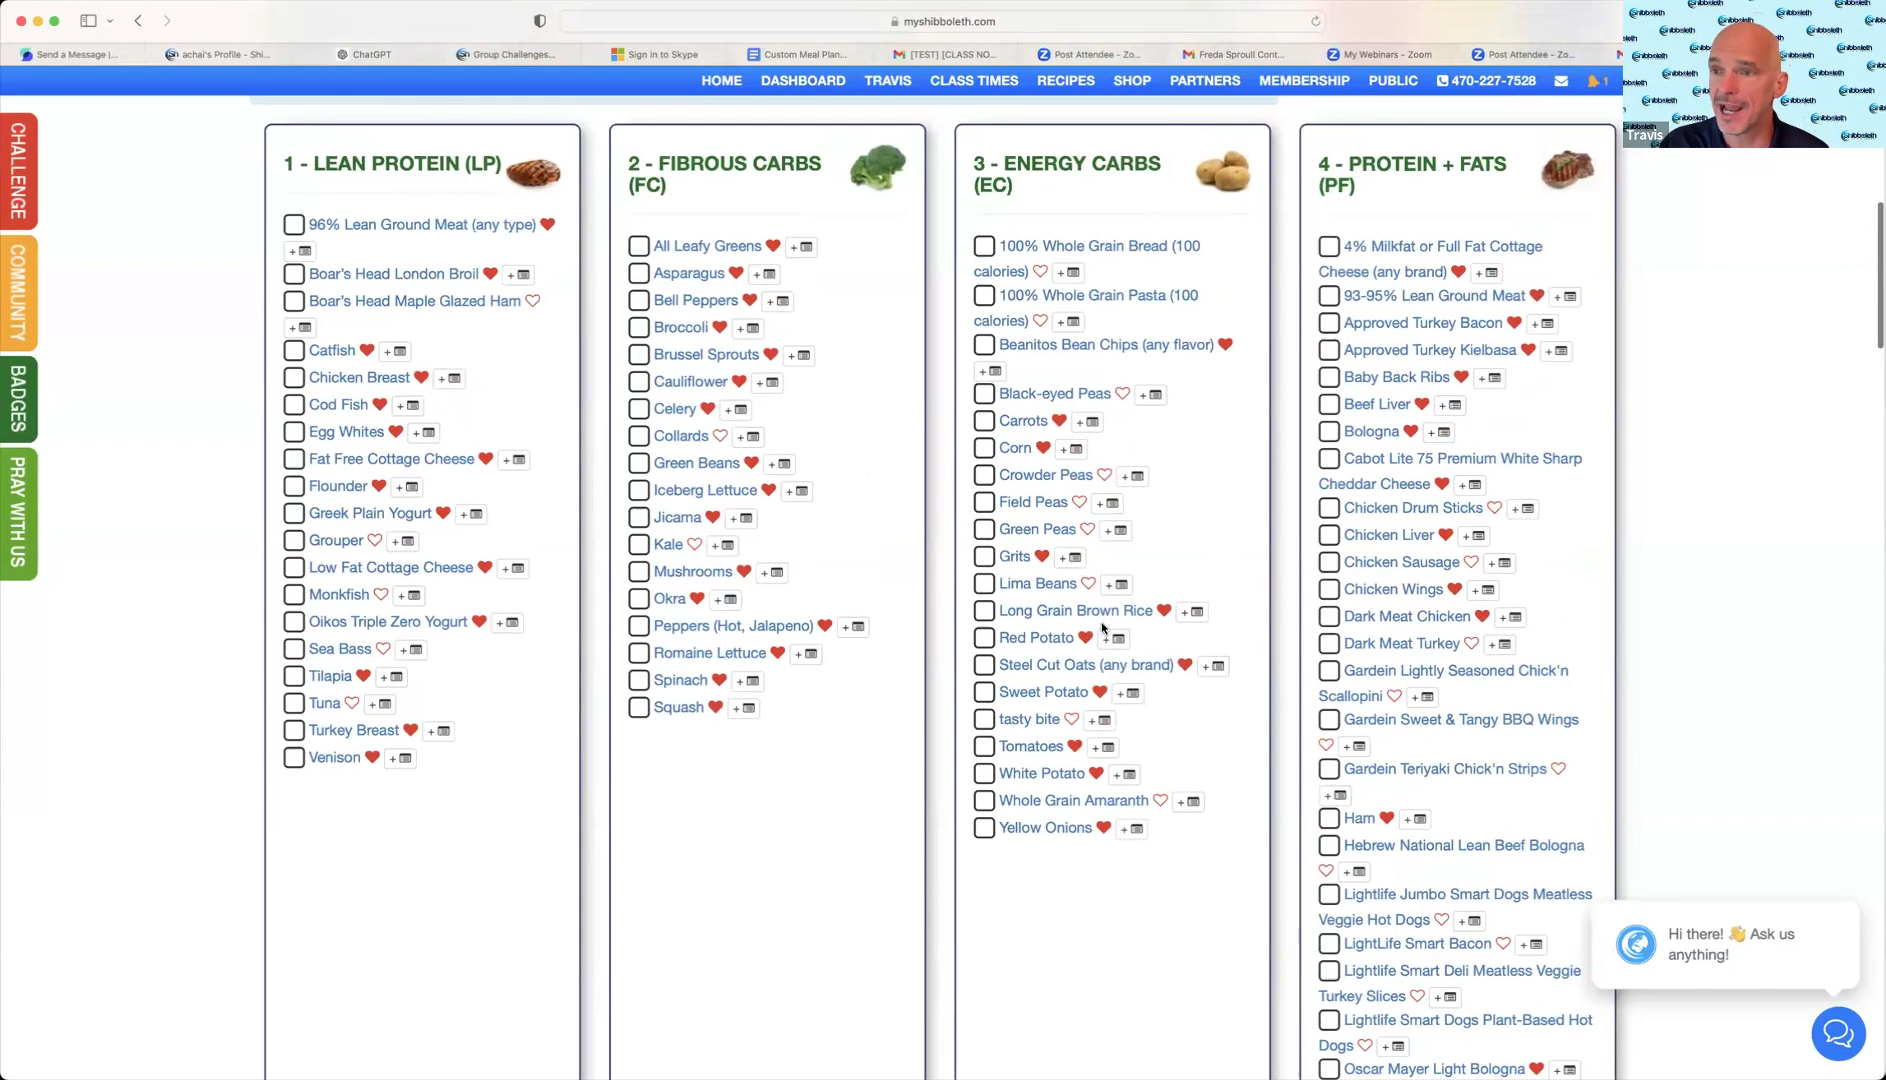 myshibboleth.com
Send a Message |...
achai's Profile - Shi...
ChatGPT
Group Challenges...
Sign in to Skype
Custom Meal Plan...
[TEST] [CLASS NO...
Post Attendee - Zo...
Freda Sproull Cont...
My Webinars - Zoom
Post Attendee - Zo...
HOME DASHBOARD TRAVIS CLASS TIMES RECIPES SHOP PARTNERS MEMBERSHIP PUBLIC 470-227-7528 1
Travis
CHALLENGE
COMMUNITY
BADGES
PRAY WITH US
1 - LEAN PROTEIN (LP)
96% Lean Ground Meat (any type)
Boar's Head London Broil
Boar's Head Maple Glazed Ham
Catfish
Chicken Breast
Cod Fish
Egg Whites
Fat Free Cottage Cheese
Flounder
Greek Plain Yogurt
Grouper
Low Fat Cottage Cheese
Monkfish
Oikos Triple Zero Yogurt
Sea Bass
Tilapia
Tuna
Turkey Breast
Venison
2 - FIBROUS CARBS
(FC)
All Leafy Greens
Asparagus
Bell Peppers
Broccoli
Brussel Sprouts
Cauliflower
Celery
Collards
Green Beans
Iceberg Lettuce
Jicama
Kale
Mushrooms
Okra
Peppers (Hot, Jalapeno)
Romaine Lettuce
Spinach
Squash
3 - ENERGY CARBS
(EC)
100% Whole Grain Bread (100
calories)
100% Whole Grain Pasta (100
calories)
Beanitos Bean Chips (any flavor)
Black-eyed Peas
Carrots
Corn
Crowder Peas
Field Peas
Green Peas
Grits
Lima Beans
Long Grain Brown Rice
Red Potato
Steel Cut Oats (any brand)
Sweet Potato
tasty bite
Tomatoes
White Potato
Whole Grain Amaranth
Yellow Onions
4 - PROTEIN + FATS
(PF)
4% Milkfat or Full Fat Cottage
Cheese (any brand)
93-95% Lean Ground Meat
Approved Turkey Bacon
Approved Turkey Kielbasa
Baby Back Ribs
Beef Liver
Bologna
Cabot Lite 75 Premium White Sharp
Cheddar Cheese
Chicken Drum Sticks
Chicken Liver
Chicken Sausage
Chicken Wings
Dark Meat Chicken
Dark Meat Turkey
Gardein Lightly Seasoned Chick'n
Scallopini
Gardein Sweet & Tangy BBQ Wings
Gardein Teriyaki Chick'n Strips
Ham
Hebrew National Lean Beef Bologna
Lightlife Jumbo Smart Dogs Meatless
Veggie Hot Dogs
LightLife Smart Bacon
Lightlife Smart Deli Meatless Veggie
Turkey Slices
Lightlife Smart Dogs Plant-Based Hot
Dogs
Oscar Mayer Light Bologna
Hi there! 👋 Ask us
anything!